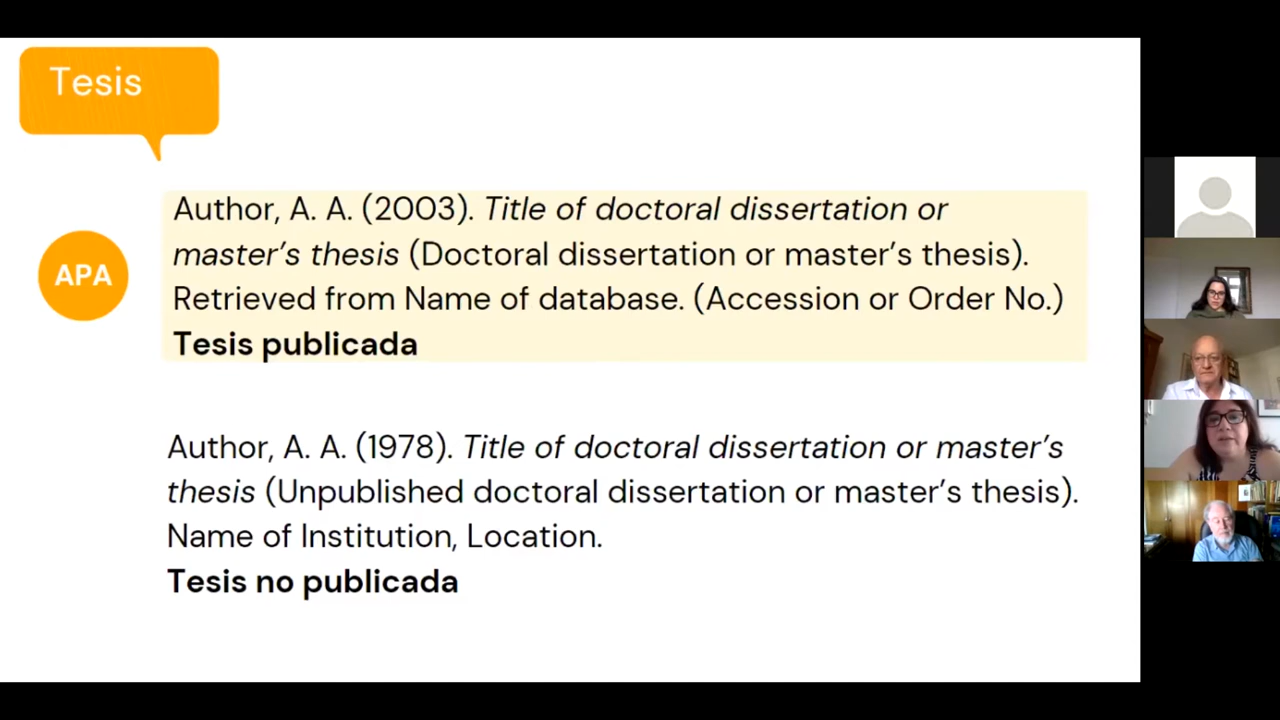 Tesis
APA
Author, A. A. (2003). Title of doctoral dissertation or
master’s thesis (Doctoral dissertation or master’s thesis).
Retrieved from Name of database. (Accession or Order No.)
Tesis publicada
Author, A. A. (1978). Title of doctoral dissertation or master’s
thesis (Unpublished doctoral dissertation or master’s thesis).
Name of Institution, Location.
Tesis no publicada